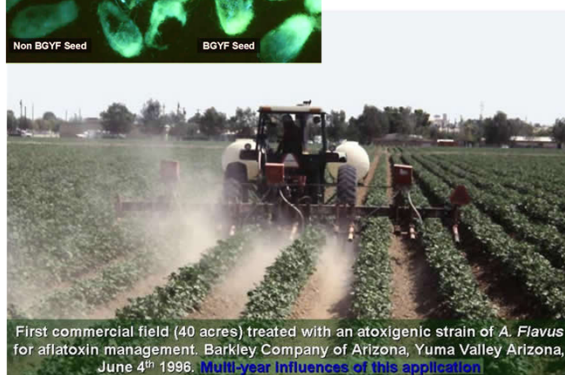 Non BGYF Seed
BGYF Seed
First commercial field (40 acres) treated with an atoxigenic strain of A. Flavus
for aflatoxin management. Barkley Company of Arizona, Yuma Valley Arizona,
June 4th 1996. Multi-year influences of this application